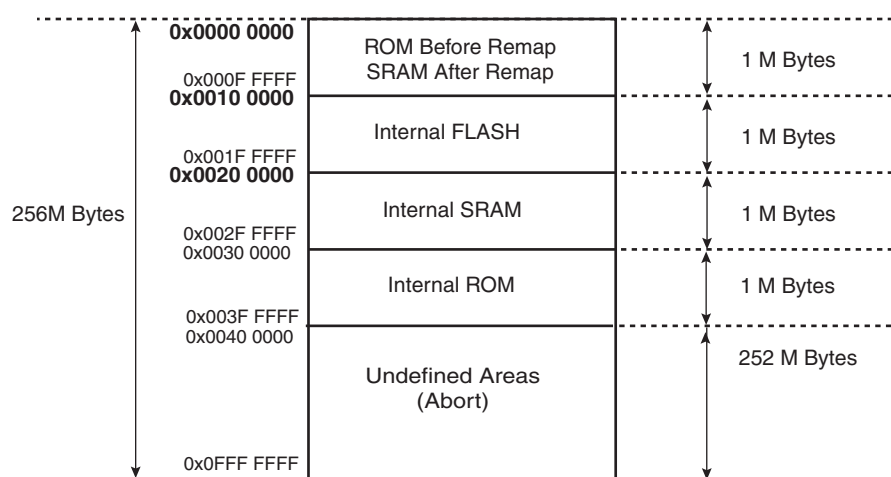 0x0000 0000
ROM Before Remap
SRAM After Remap
1 M Bytes
0x000F FFFF
0x0010 0000
Internal FLASH
1 M Bytes
0x001F FFFF
0x0020 0000
256M Bytes
Internal SRAM
1 M Bytes
0x002F FFFF
0x0030 0000
Internal ROM
1 M Bytes
0x003F FFFF
0x0040 0000
Undefined Areas
(Abort)
252 M Bytes
0x0FFF FFFF